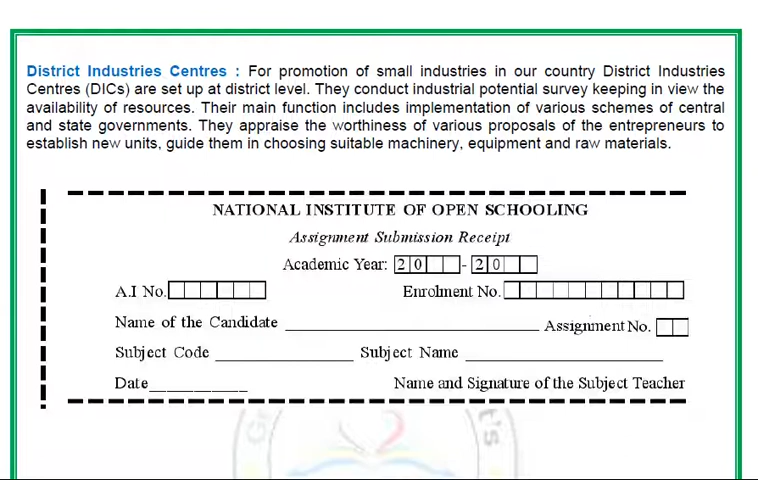 District Industries Centres : For promotion of small industries in our country District Industries
Centres (DICs) are set up at district level. They conduct industrial potential survey keeping in view the
availability of resources. Their main function includes implementation of various schemes of central
and state governments. They appraise the worthiness of various proposals of the entrepreneurs to
establish new units, guide them in choosing suitable machinery, equipment and raw materials.
NATIONAL INSTITUTE OF OPEN SCHOOLING
Assignment Submission Receipt
Academic Year: 20 - 20
A.I No. Enrolment No.
Name of the Candidate ____________ Assignment No.
Subject Code ____________ Subject Name ____________
Date____________ Name and Signature of the Subject Teacher